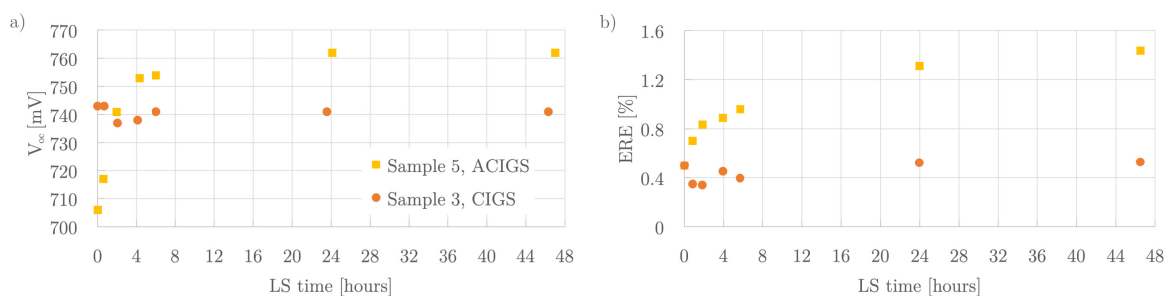 a)
770
760
750
740
730
720
710
700
V_oc [mV]
Sample 5, ACIGS
Sample 3, CIGS
0 4 8 12 16 20 24 28 32 36 40 44 48
LS time [hours]
b)
1.6
1.2
0.8
0.4
0
ERE [%]
0 4 8 12 16 20 24 28 32 36 40 44 48
LS time [hours]